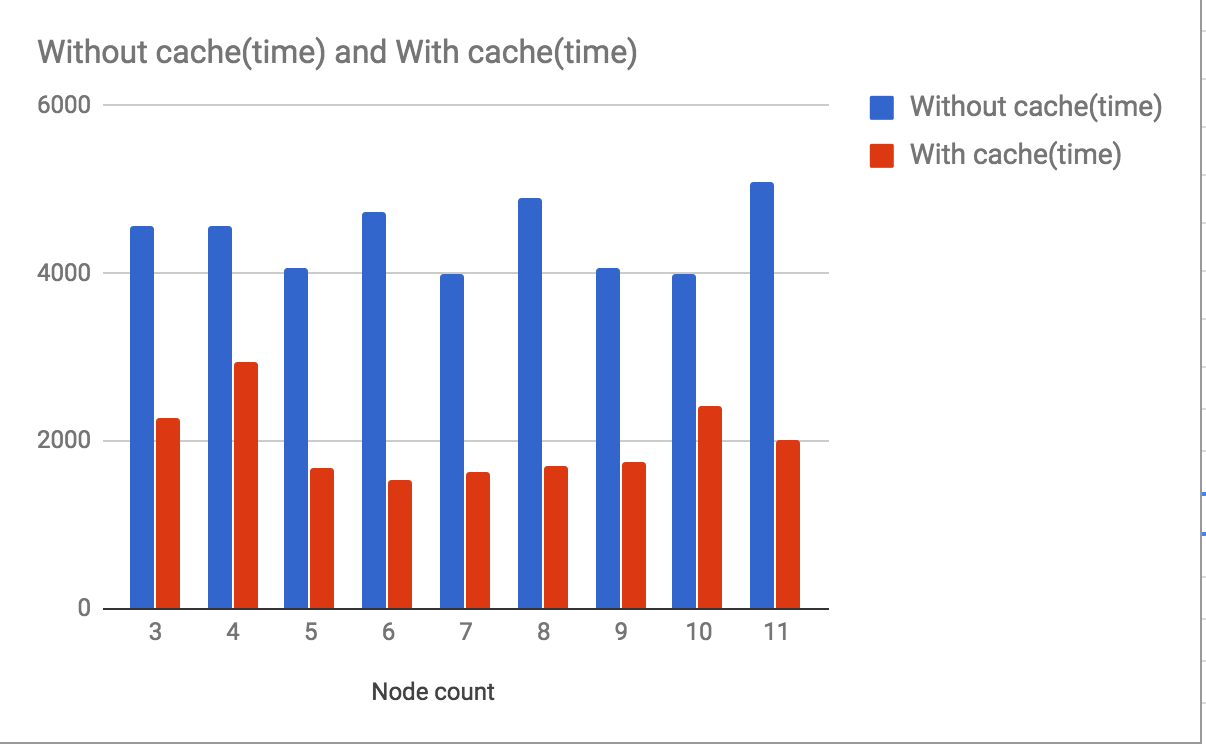 Without cache(time) and With cache(time)
Without cache(time)
With cache(time)
6000
4000
2000
0
3 4 5 6 7 8 9 10 11
Node count